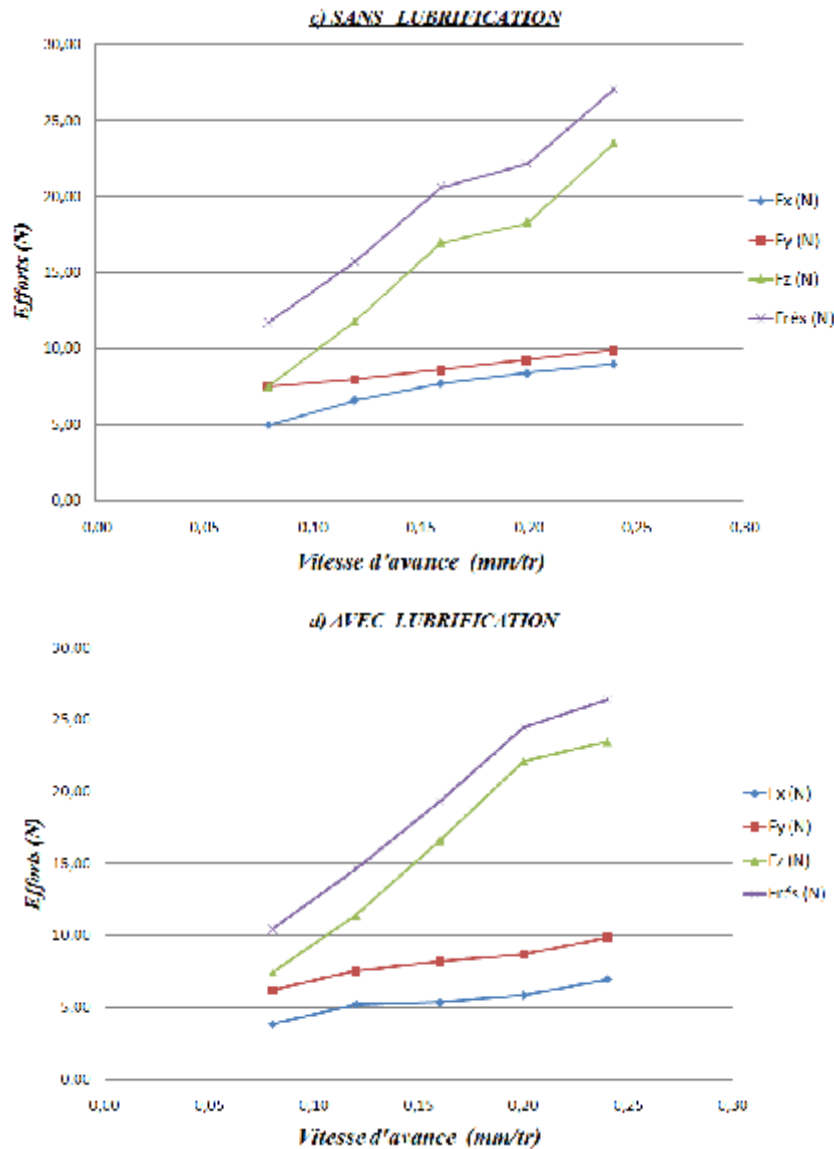 c) SANS LUBRIFICATION
30,00
25,00
20,00
15,00
10,00
5,00
0,00
Efforts (N)
0,00 0,05 0,10 0,15 0,20 0,25 0,30
Vitesse d'avance (mm/tr)
Fx (N)
Fy (N)
Fz (N)
Frés (N)
d) AVEC LUBRIFICATION
30.00
25,00
20,00
15,00
10,00
5,00
0,00
Efforts (N)
0,00 0,05 0,10 0,15 0,20 0,25 0,30
Vitesse d'avance (mm/tr)
Fx (N)
Fy (N)
Fz (N)
Frés (N)